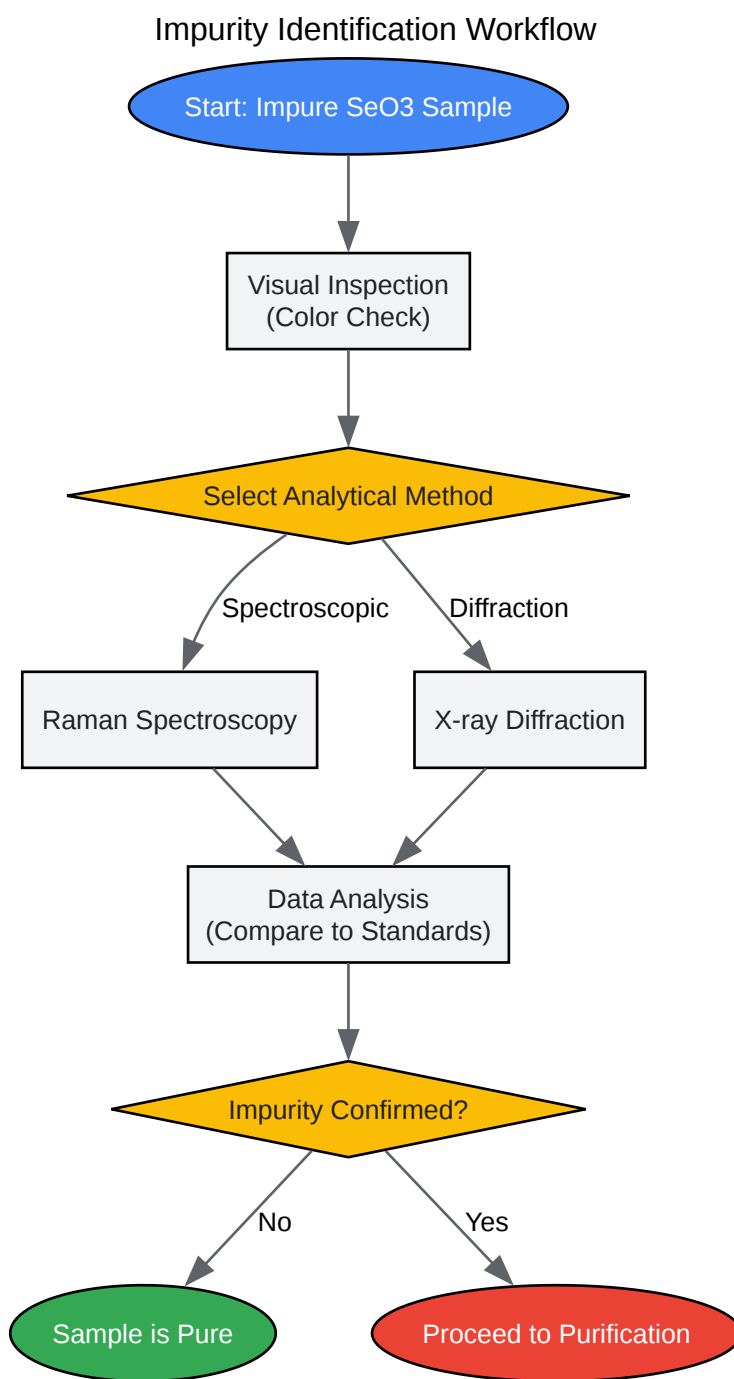 Impurity Identification Workflow
Start: Impure SeO3 Sample
Visual Inspection
(Color Check)
Select Analytical Method
Spectroscopic
Diffraction
Raman Spectroscopy
X-ray Diffraction
Data Analysis
(Compare to Standards)
Impurity Confirmed?
No
Yes
Sample is Pure
Proceed to Purification